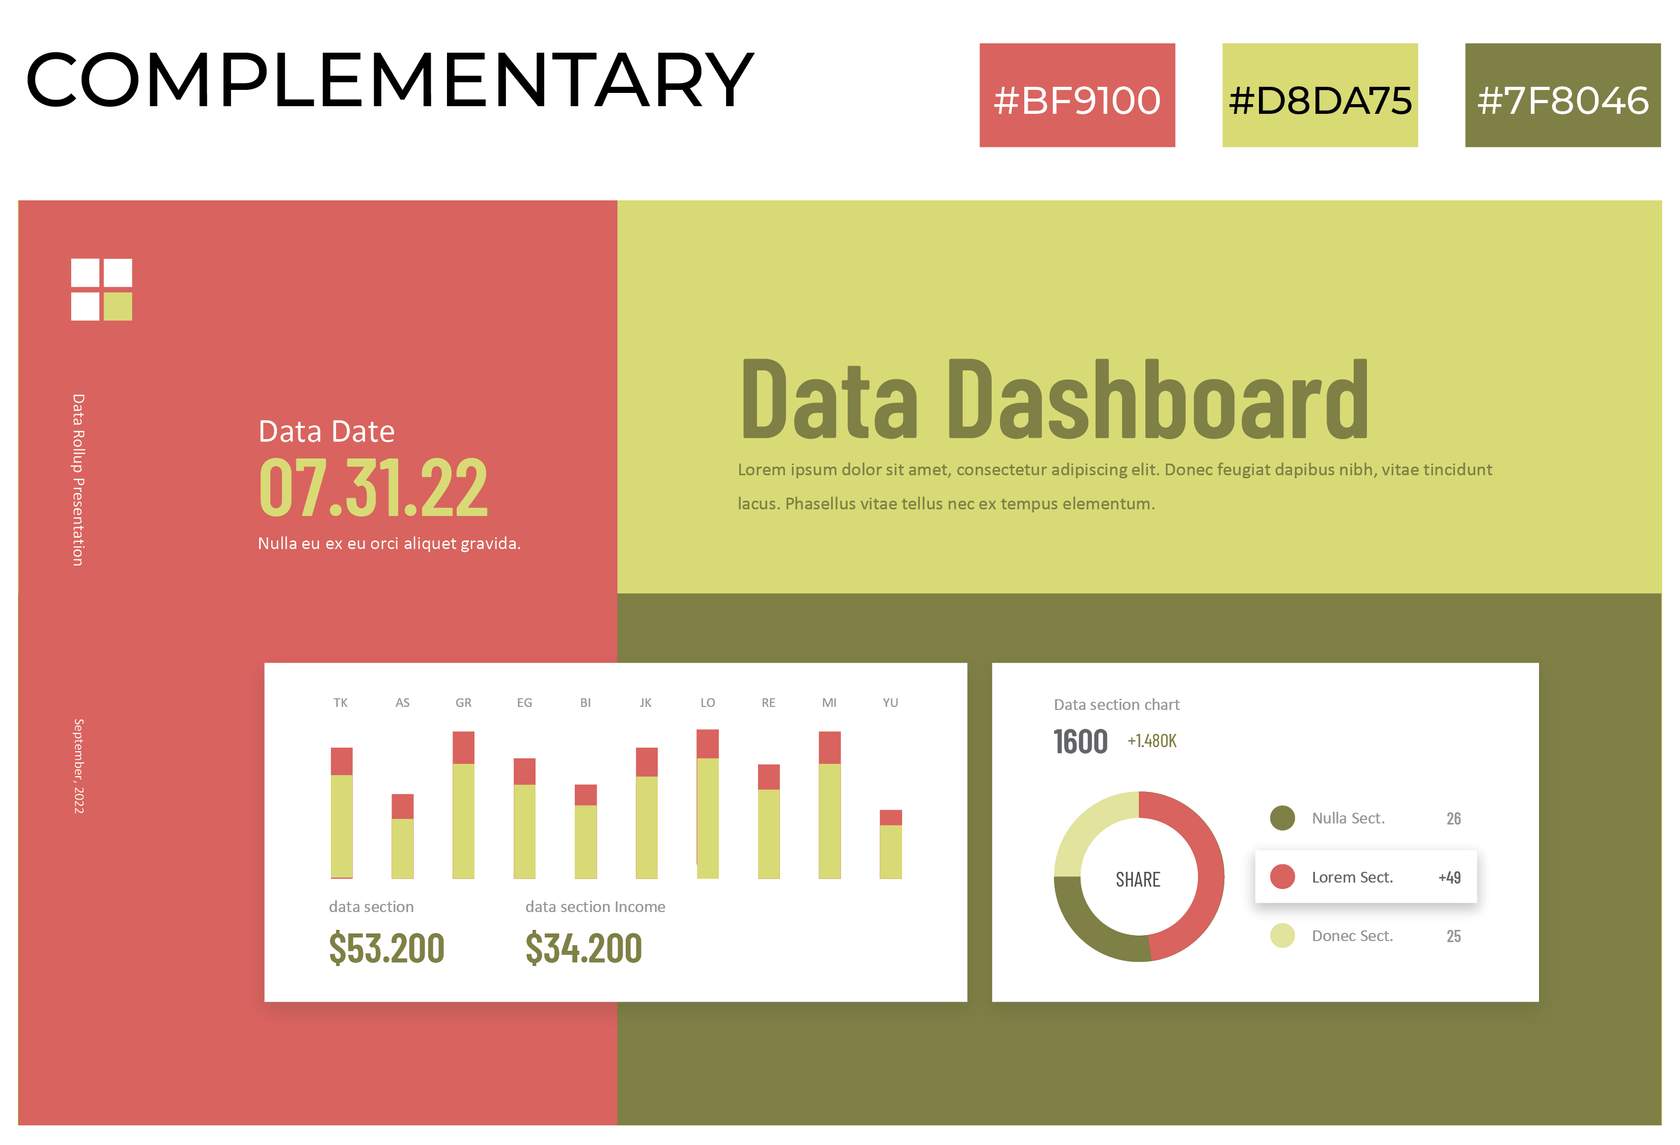 COMPLEMENTARY
#BF9100
#D8DA75
#7F8046
Data Rollup Presentation
September, 2022
Data Date
07.31.22
Nulla eu ex eu orci aliquet gravida.
Data Dashboard
Lorem ipsum dolor sit amet, consectetur adipiscing elit. Donec feugiat dapibus nibh, vitae tincidunt
lacus. Phasellus vitae tellus nec ex tempus elementum.
TK AS GR EG BI JK LO RE MI YU
data section
$53.200
data section Income
$34.200
Data section chart
1600 +1.480K
SHARE
Nulla Sect. 26
Lorem Sect. +49
Donec Sect. 25